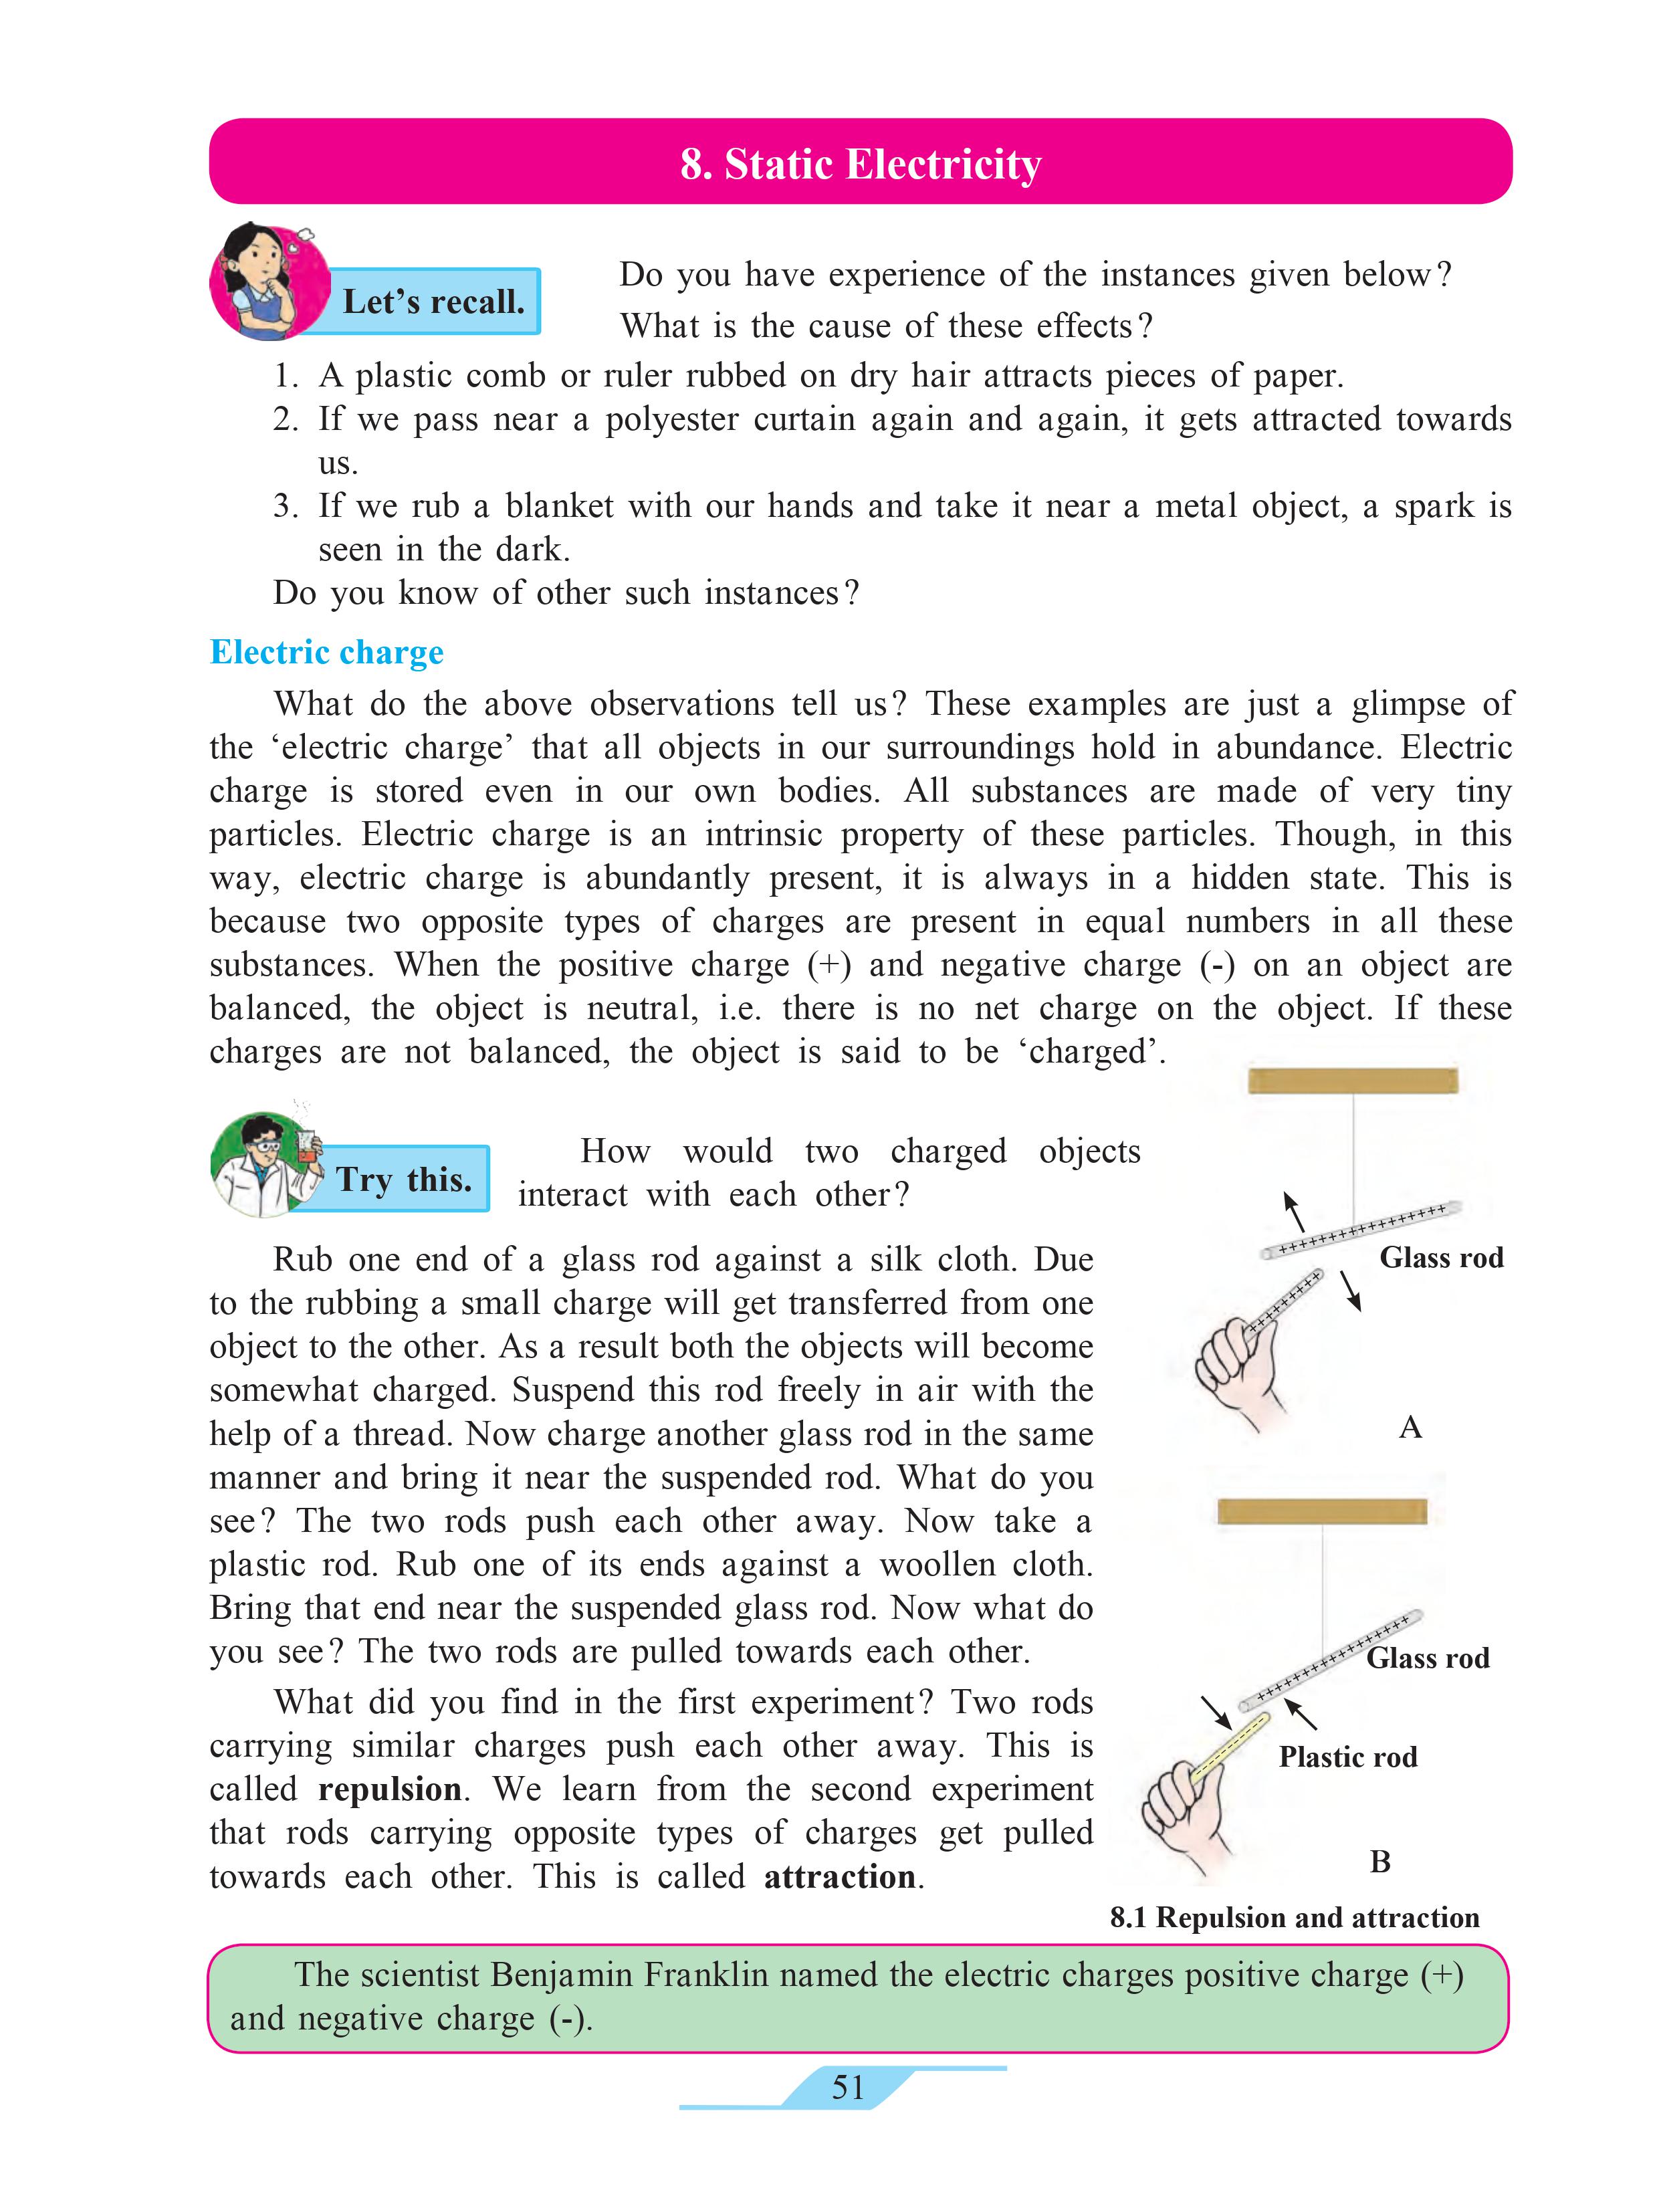 8. Static Electricity
Let's recall.
Do you have experience of the instances given below?
What is the cause of these effects?
1. A plastic comb or ruler rubbed on dry hair attracts pieces of paper.
2. If we pass near a polyester curtain again and again, it gets attracted towards
us.
3. If we rub a blanket with our hands and take it near a metal object, a spark is
seen in the dark.
Do you know of other such instances?
Electric charge
What do the above observations tell us? These examples are just a glimpse of
the ‘electric charge’ that all objects in our surroundings hold in abundance. Electric
charge is stored even in our own bodies. All substances are made of very tiny
particles. Electric charge is an intrinsic property of these particles. Though, in this
way, electric charge is abundantly present, it is always in a hidden state. This is
because two opposite types of charges are present in equal numbers in all these
substances. When the positive charge (+) and negative charge (-) on an object are
balanced, the object is neutral, i.e. there is no net charge on the object. If these
charges are not balanced, the object is said to be ‘charged’.
Try this.
How would two charged objects
interact with each other?
Rub one end of a glass rod against a silk cloth. Due
to the rubbing a small charge will get transferred from one
object to the other. As a result both the objects will become
somewhat charged. Suspend this rod freely in air with the
help of a thread. Now charge another glass rod in the same
manner and bring it near the suspended rod. What do you
see? The two rods push each other away. Now take a
plastic rod. Rub one of its ends against a woollen cloth.
Bring that end near the suspended glass rod. Now what do
you see? The two rods are pulled towards each other.
What did you find in the first experiment? Two rods
carrying similar charges push each other away. This is
called repulsion. We learn from the second experiment
that rods carrying opposite types of charges get pulled
towards each other. This is called attraction.
Glass rod
A
Glass rod
Plastic rod
B
8.1 Repulsion and attraction
The scientist Benjamin Franklin named the electric charges positive charge (+)
and negative charge (-).
51